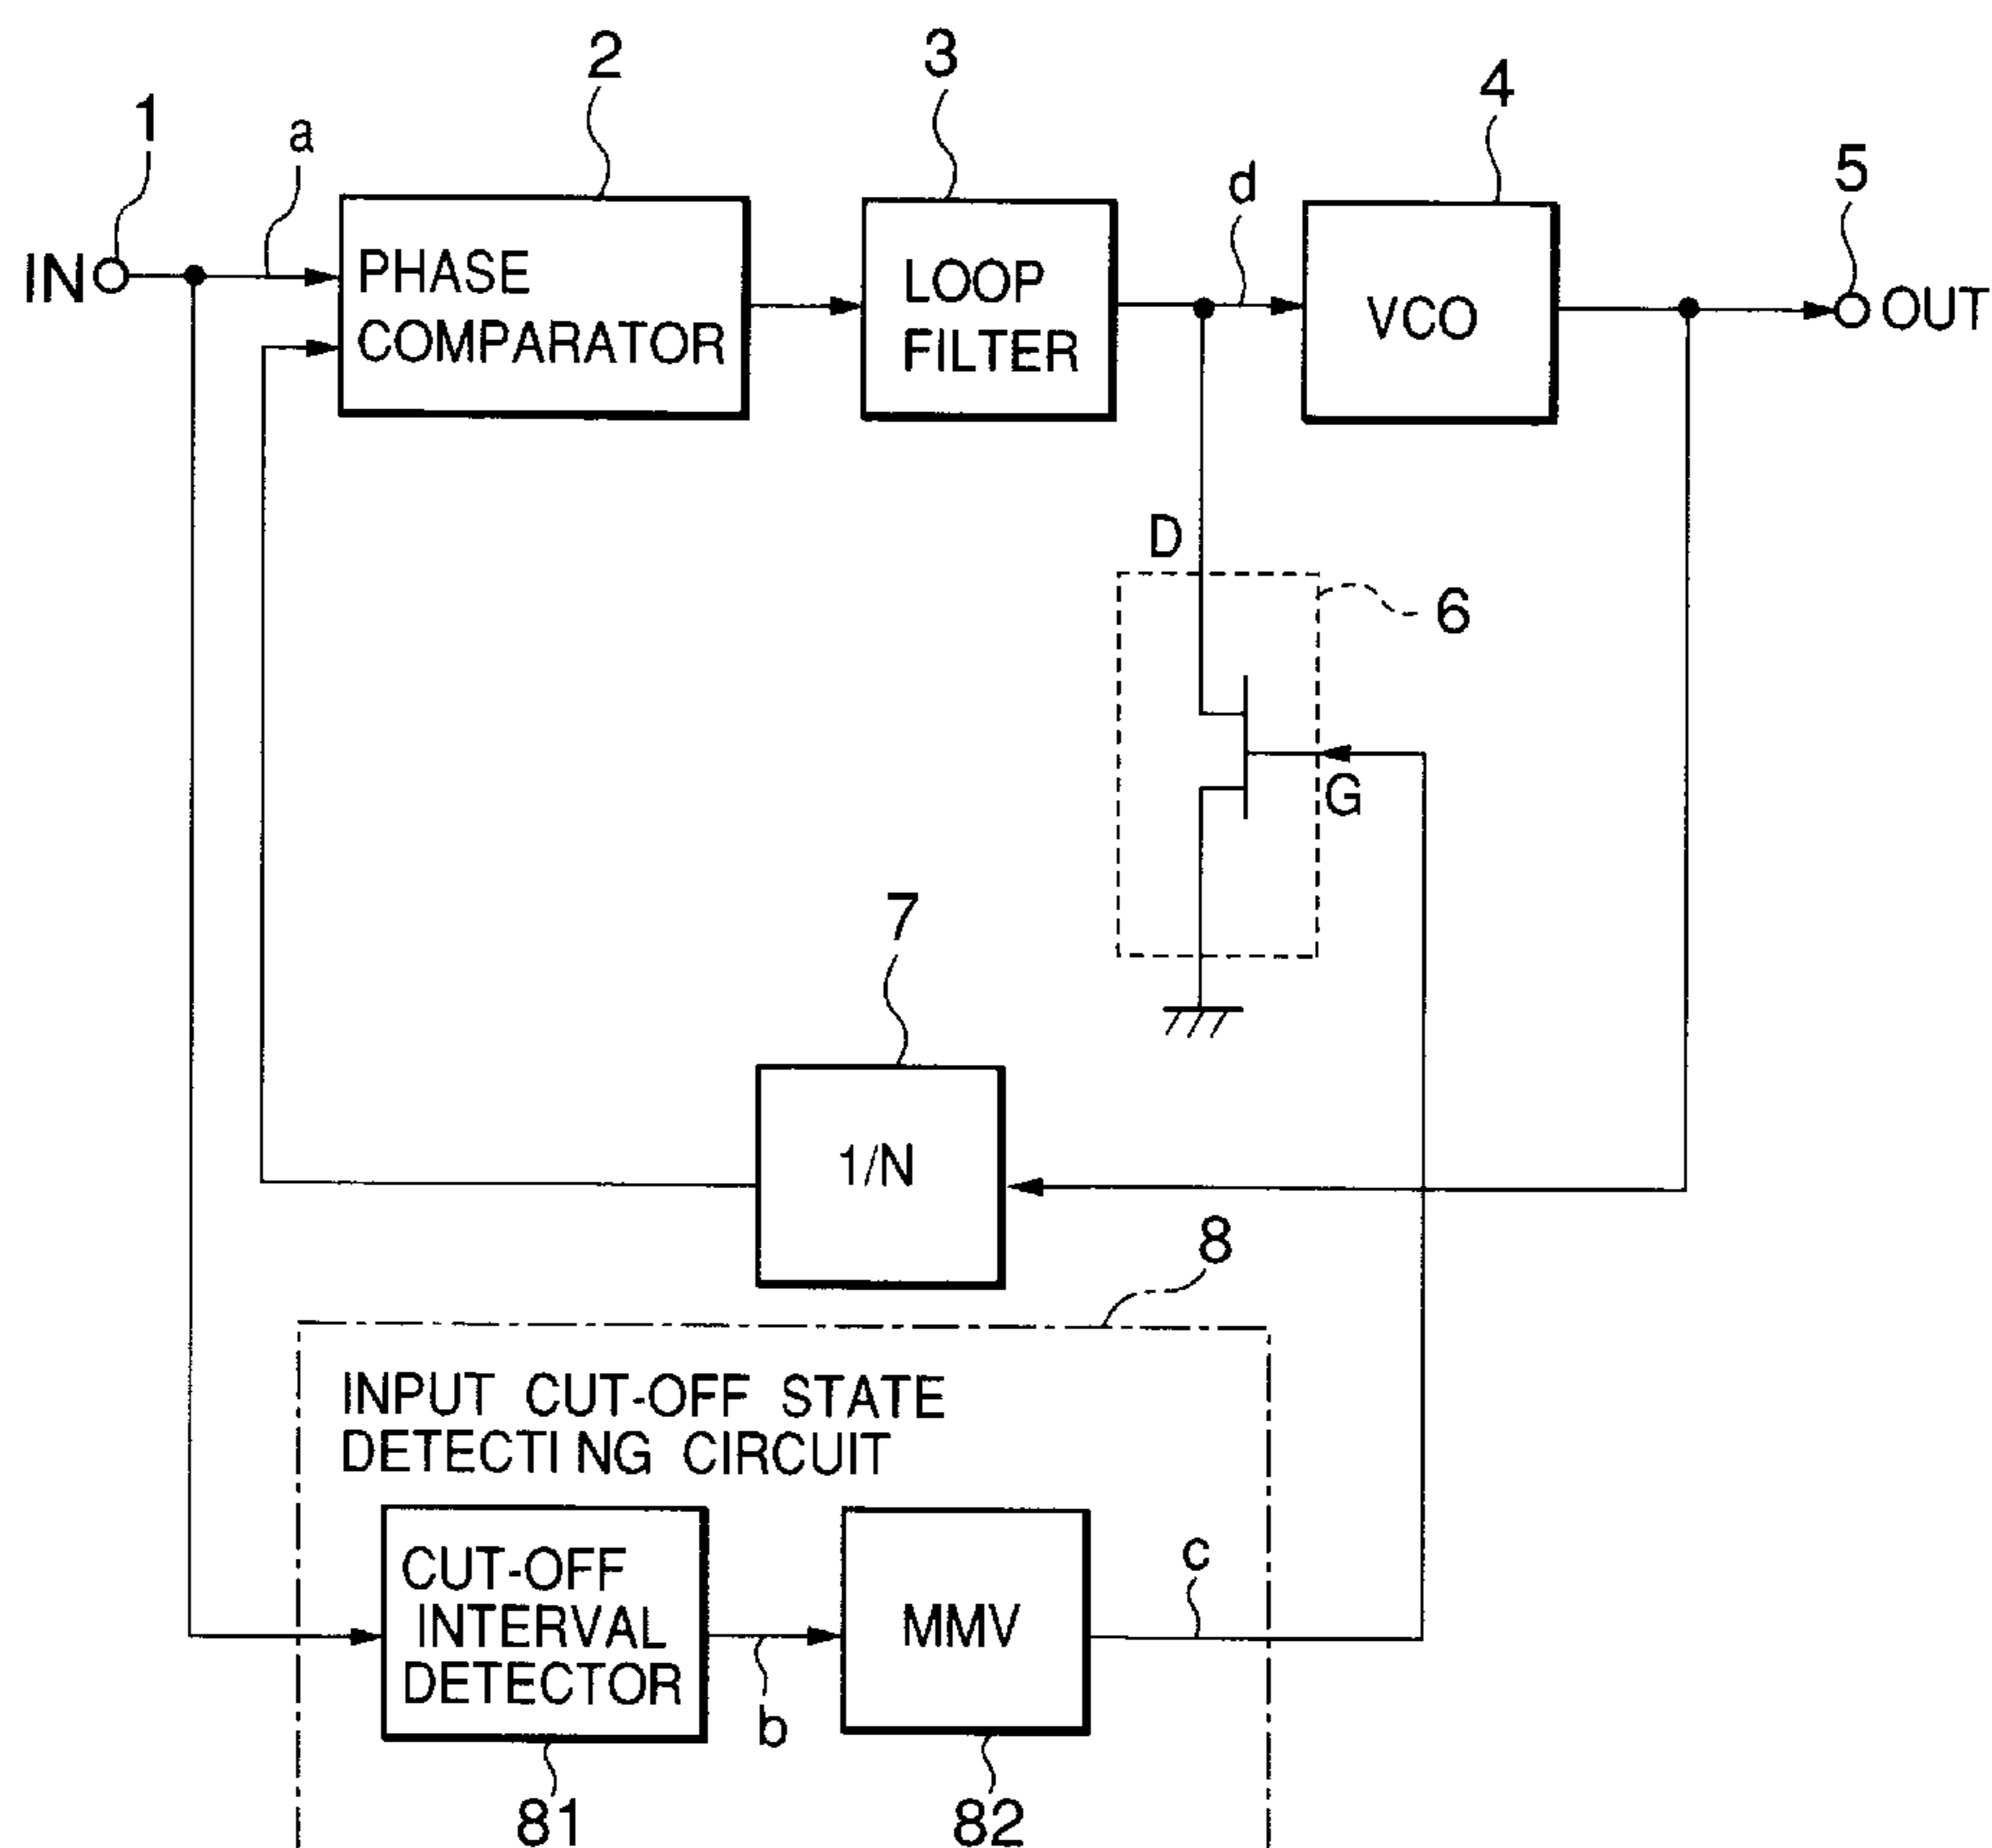 2
3
4
1
a
d
5
IN
PHASE
COMPARATOR
LOOP
FILTER
VCO
OUT
D
6
G
7
1/N
8
INPUT CUT-OFF STATE
DETECTING CIRCUIT
CUT-OFF
INTERVAL
DETECTOR
MMV
c
b
81
82